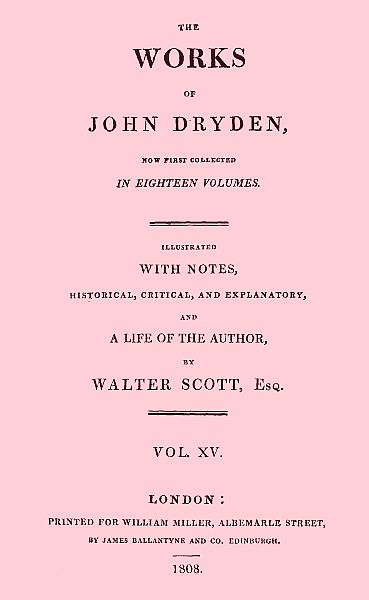 THE
WORKS
OF
JOHN DRYDEN,
NOW FIRST COLLECTED
IN EIGHTEEN VOLUMES.
ILLUSTRATED
WITH NOTES,
HISTORICAL, CRITICAL, AND EXPLANATORY,
AND
A LIFE OF THE AUTHOR,
BY
WALTER SCOTT, Esq.
VOL. XV.
LONDON:
PRINTED FOR WILLIAM MILLER, ALBEMARLE STREET,
BY JAMES BALLANTYNE AND CO. EDINBURGH.
1808.